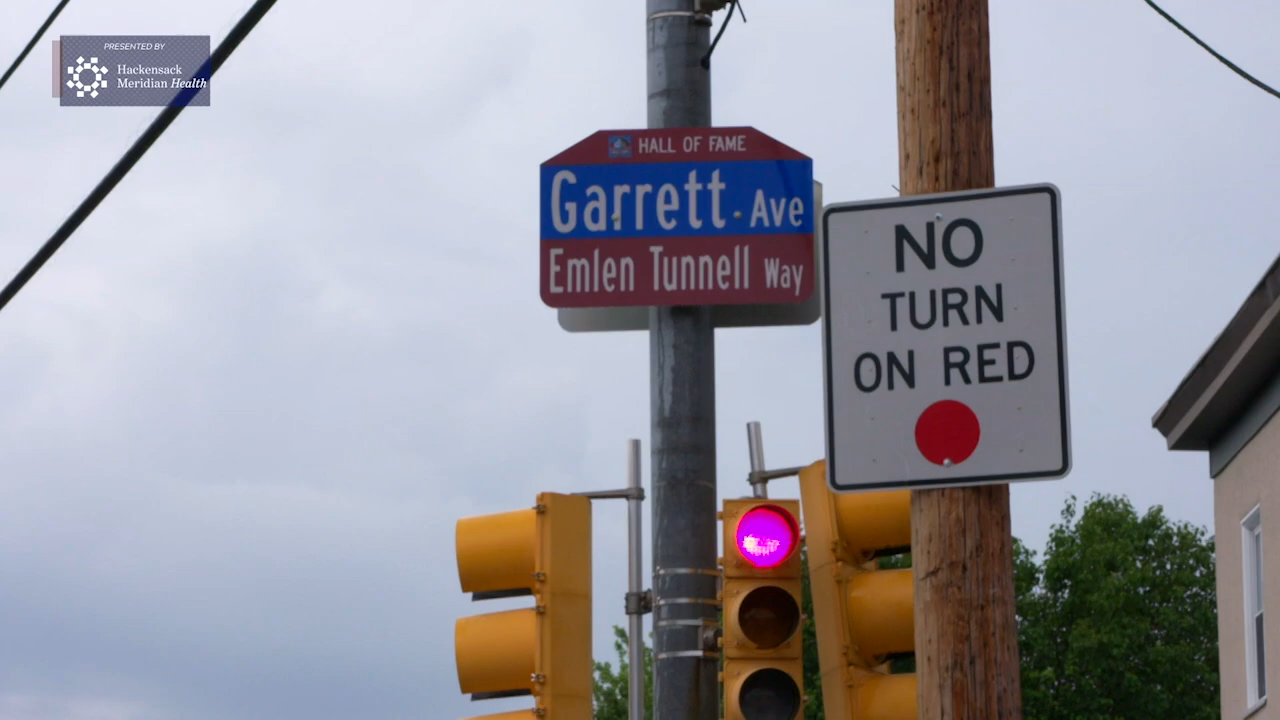 PRESENTED BY
Hackensack
Meridian Health
HALL OF FAME
Garrett Ave
Emlen Tunnell Way
NO
TURN
ON RED